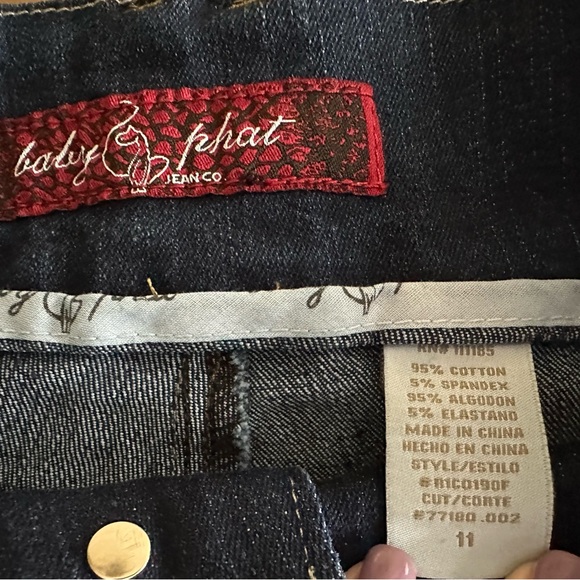 baby phat
JEAN CO
RN# 111185
95% COTTON
5% SPANDEX
95% ALGODON
5% ELASTANO
MADE IN CHINA
HECHO EN CHINA
STYLE/ESTILO
#R1C0190F
CUT/CORTE
#77180.002
11